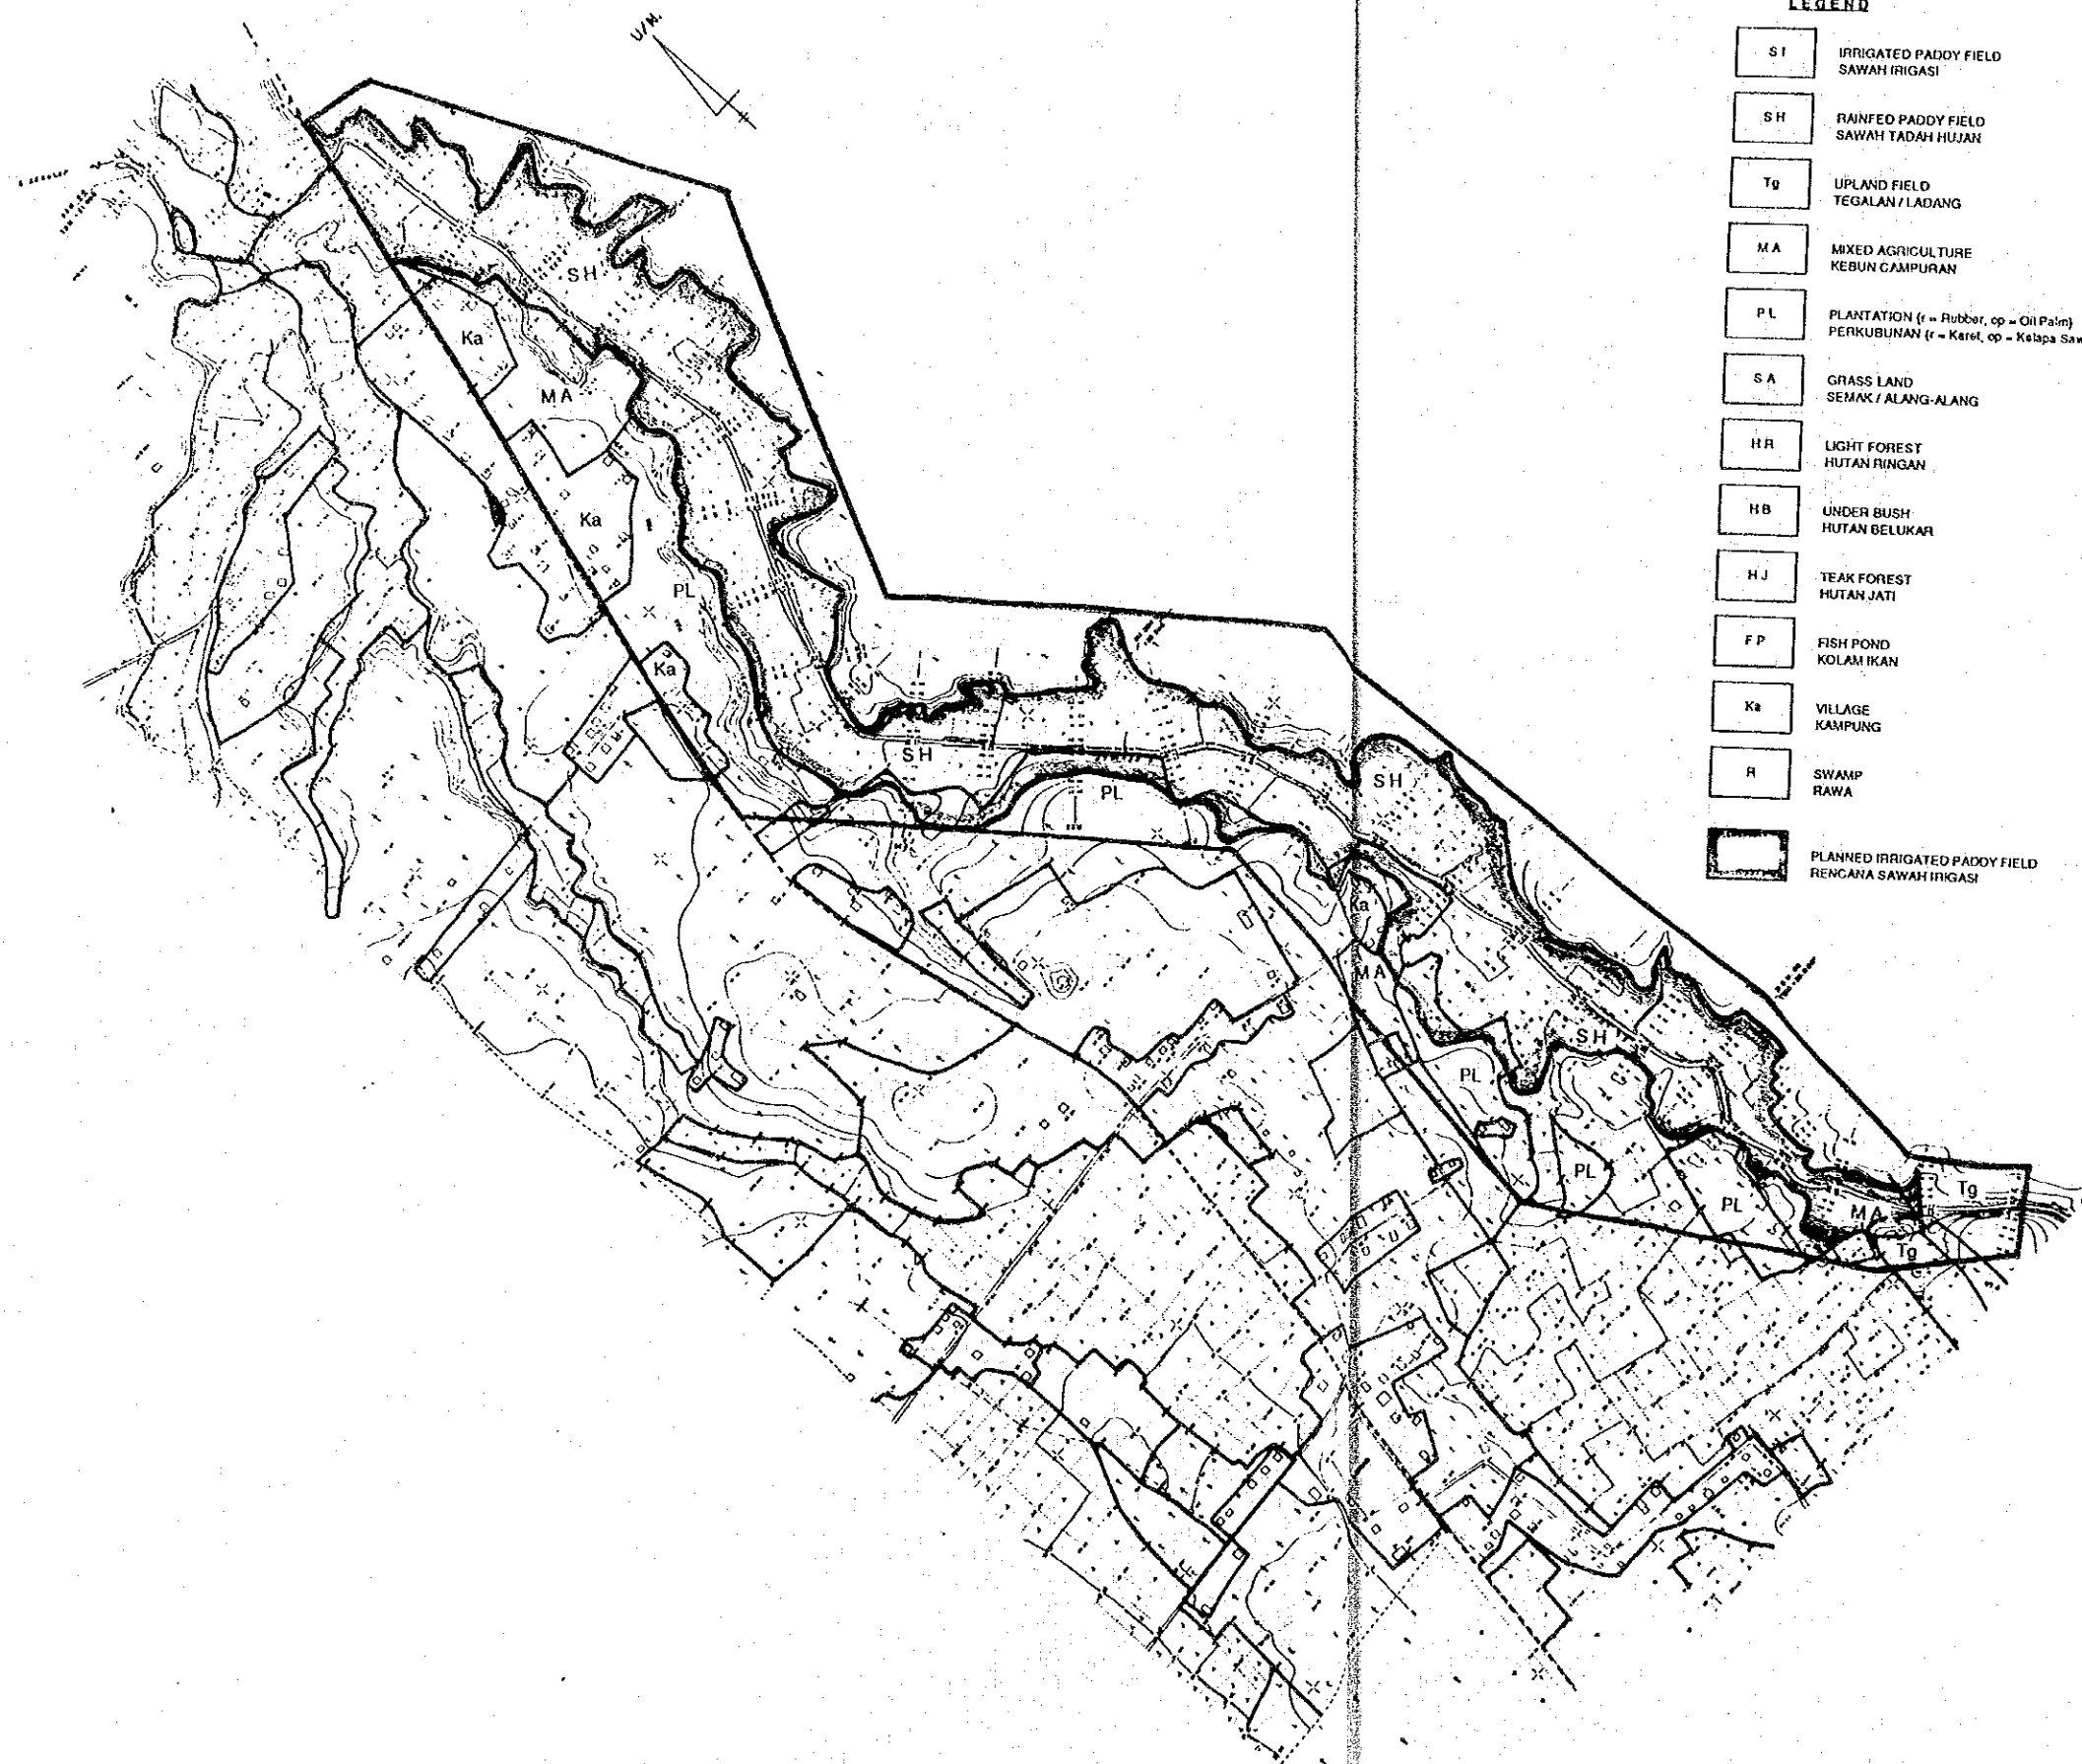 U/N.
LEGEND
SI
IRRIGATED PADDY FIELD
SAWAH IRIGASI
SH
RAINFED PADDY FIELD
SAWAH TADAH HUJAN
Tg
UPLAND FIELD
TEGALAN / LADANG
MA
MIXED AGRICULTURE
KEBUN CAMPURAN
PL
PLANTATION (r = Rubber, op = Oil Palm)
PERKUBUNAN (r = Karet, op = Kelapa Saw
SA
GRASS LAND
SEMAK / ALANG-ALANG
HR
LIGHT FOREST
HUTAN RINGAN
HB
UNDER BUSH
HUTAN BELUKAR
HJ
TEAK FOREST
HUTAN JATI
FP
FISH POND
KOLAM IKAN
Ka
VILLAGE
KAMPUNG
R
SWAMP
RAWA
PLANNED IRRIGATED PADDY FIELD
RENCANA SAWAH IRIGASI
SH
Ka
MA
Ka
PL
Ka
SH
PL
SH
Ka
MA
SH
PL
PL
PL
MA
Tg
Tg